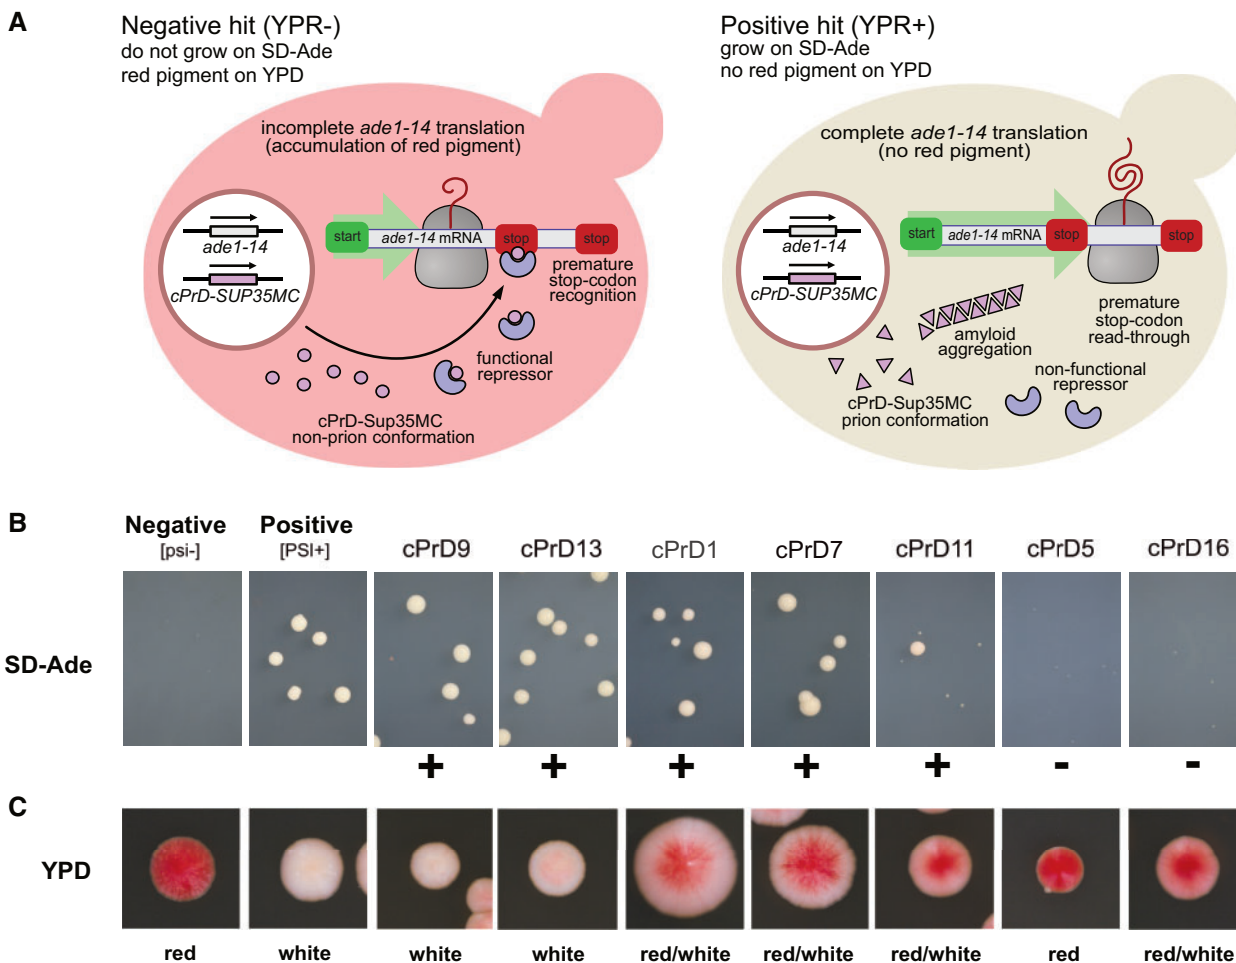 A
Negative hit (YPR-)
do not grow on SD-Ade
red pigment on YPD
incomplete ade1-14 translation
(accumulation of red pigment)
start
ade1-14 mRNA
stop
stop
ade1-14
cPrD-SUP35MC
premature
stop-codon
recognition
functional
repressor
cPrD-Sup35MC
non-prion conformation
Positive hit (YPR+)
grow on SD-Ade
no red pigment on YPD
complete ade1-14 translation
(no red pigment)
start
ade1-14 mRNA
stop
stop
ade1-14
cPrD-SUP35MC
amyloid
aggregation
premature
stop-codon
read-through
non-functional
repressor
cPrD-Sup35MC
prion conformation
B
Negative
[psi-]
Positive
[PSI+]
cPrD9
cPrD13
cPrD1
cPrD7
cPrD11
cPrD5
cPrD16
SD-Ade
+ + + + + - -
C
YPD
red white white white red/white red/white red/white red red/white